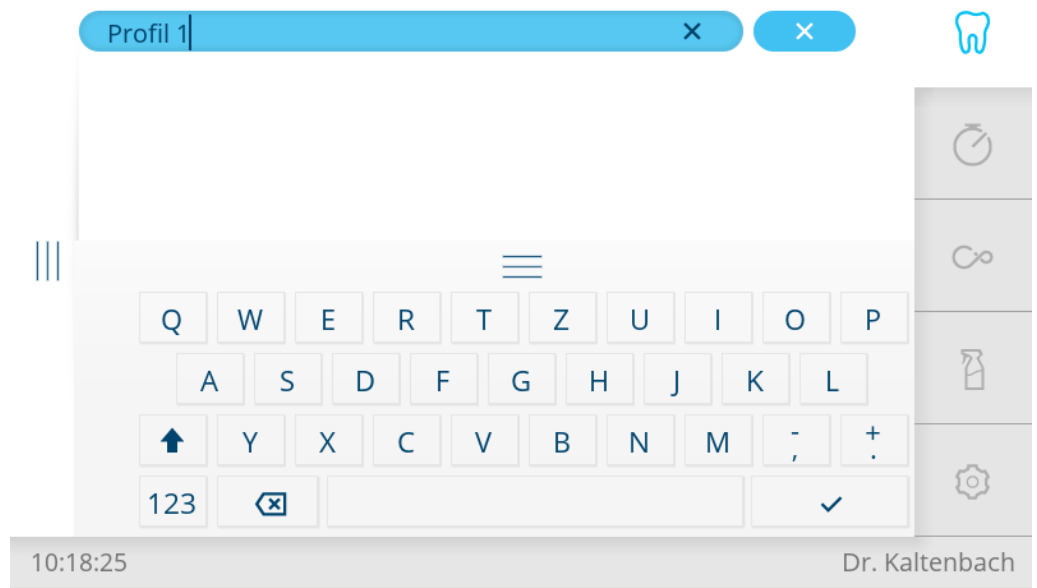 Profil 1
Q W E R T Z U I O P
A S D F G H J K L
Y X C V B N M - , + .
123
10:18:25 Dr. Kaltenbach